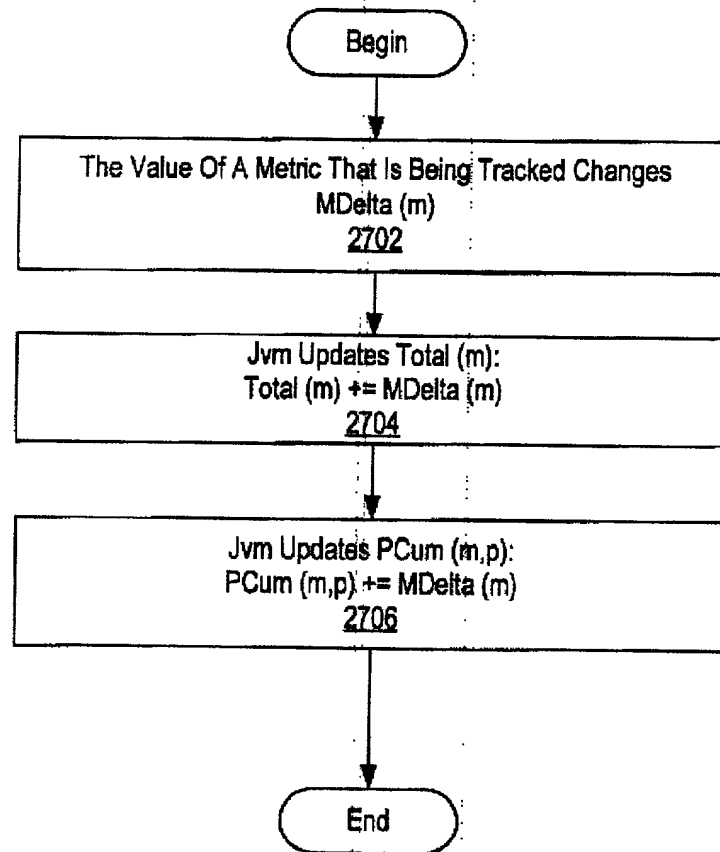 Begin
The Value Of A Metric That Is Being Tracked Changes
MDelta (m)
2702
Jvm Updates Total (m):
Total (m) += MDelta (m)
2704
Jvm Updates PCum (m,p):
PCum (m,p) += MDelta (m)
2706
End